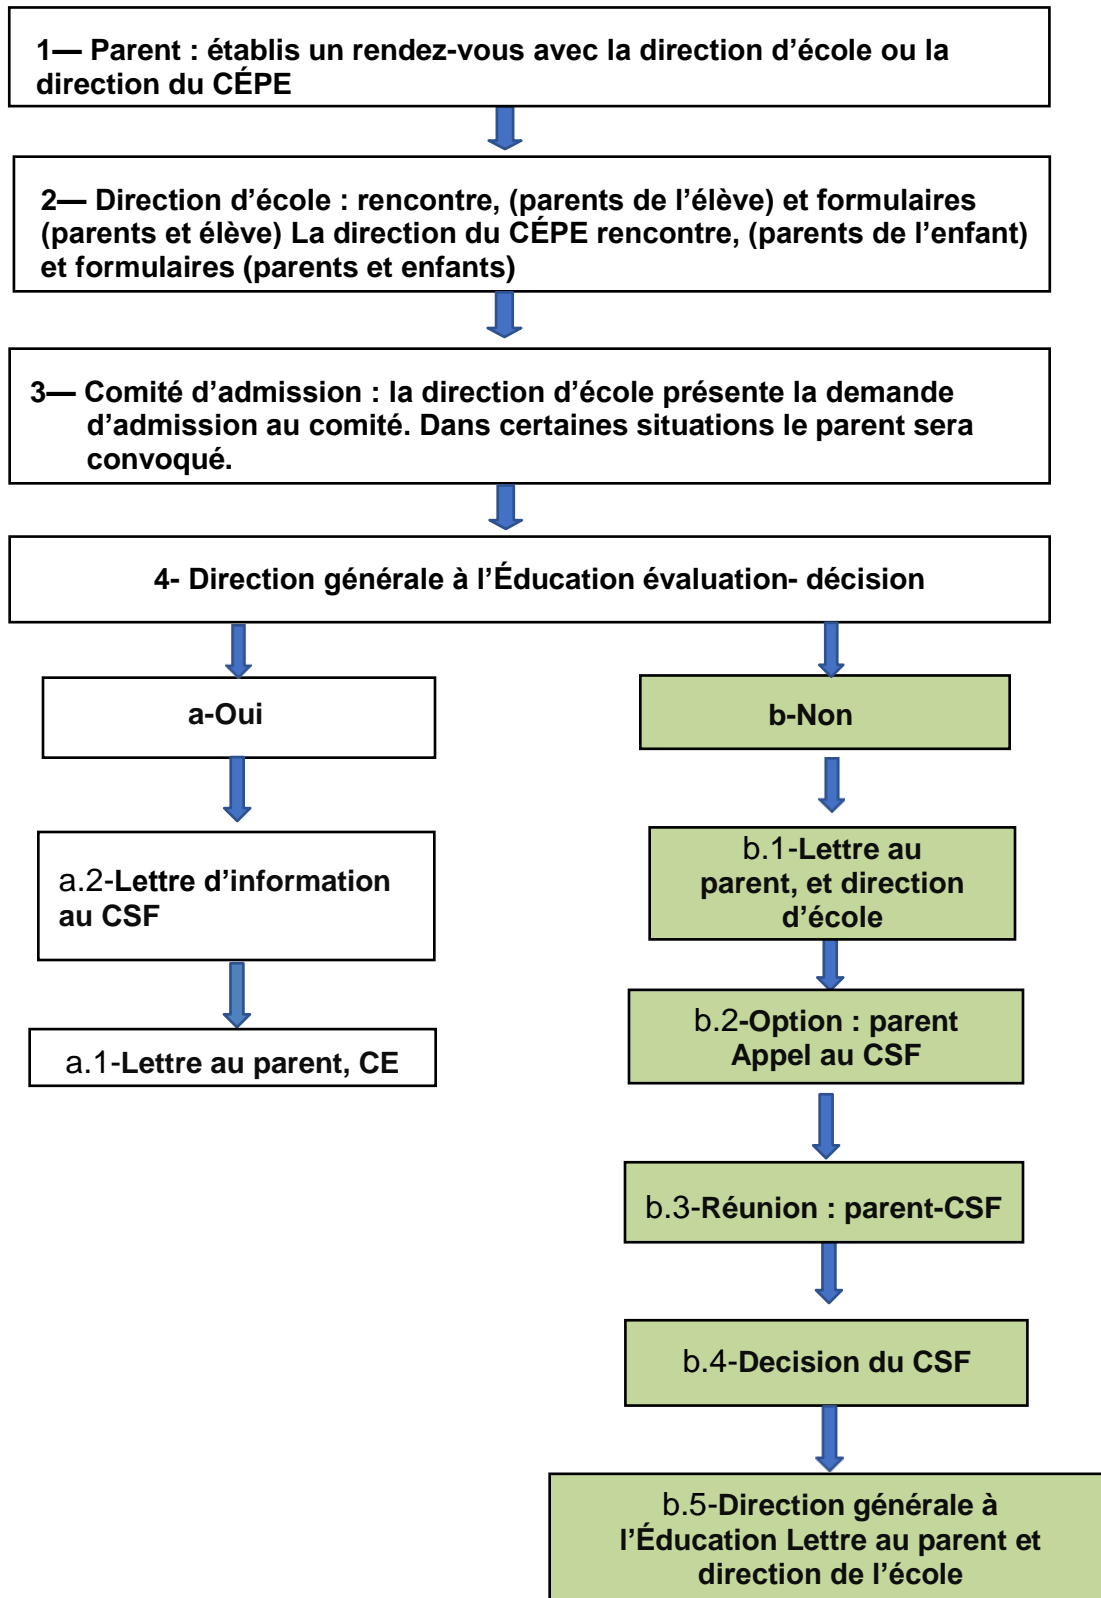 1— Parent : établis un rendez-vous avec la direction d’école ou la
direction du CÉPE
2— Direction d’école : rencontre, (parents de l’élève) et formulaires
(parents et élève) La direction du CÉPE rencontre, (parents de l’enfant)
et formulaires (parents et enfants)
3— Comité d’admission : la direction d’école présente la demande
d’admission au comité. Dans certaines situations le parent sera
convoqué.
4- Direction générale à l’Éducation évaluation- décision
a-Oui
a.2-Lettre d’information
au CSF
a.1-Lettre au parent, CE
b-Non
b.1-Lettre au
parent, et direction
d’école
b.2-Option : parent
Appel au CSF
b.3-Réunion : parent-CSF
b.4-Decision du CSF
b.5-Direction générale à
l’Éducation Lettre au parent et
direction de l’école